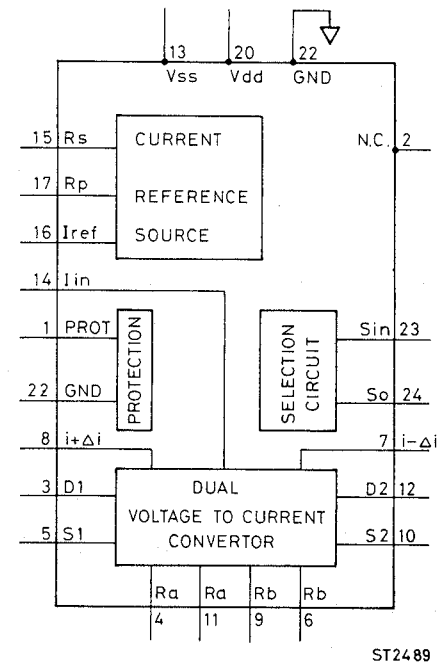 13 20 22
Vss Vdd GND
15 Rs CURRENT N.C. 2
17 Rp REFERENCE
16 Iref SOURCE
14 Iin
1 PROT PROTECTION SELECTION CIRCUIT Sin 23
22 GND So 24
8 i+Δi 7 i-Δi
3 D1 DUAL D2 12
VOLTAGE TO CURRENT
5 S1 CONVERTOR S2 10
Ra Ra Rb Rb
4 11 9 6
ST2489